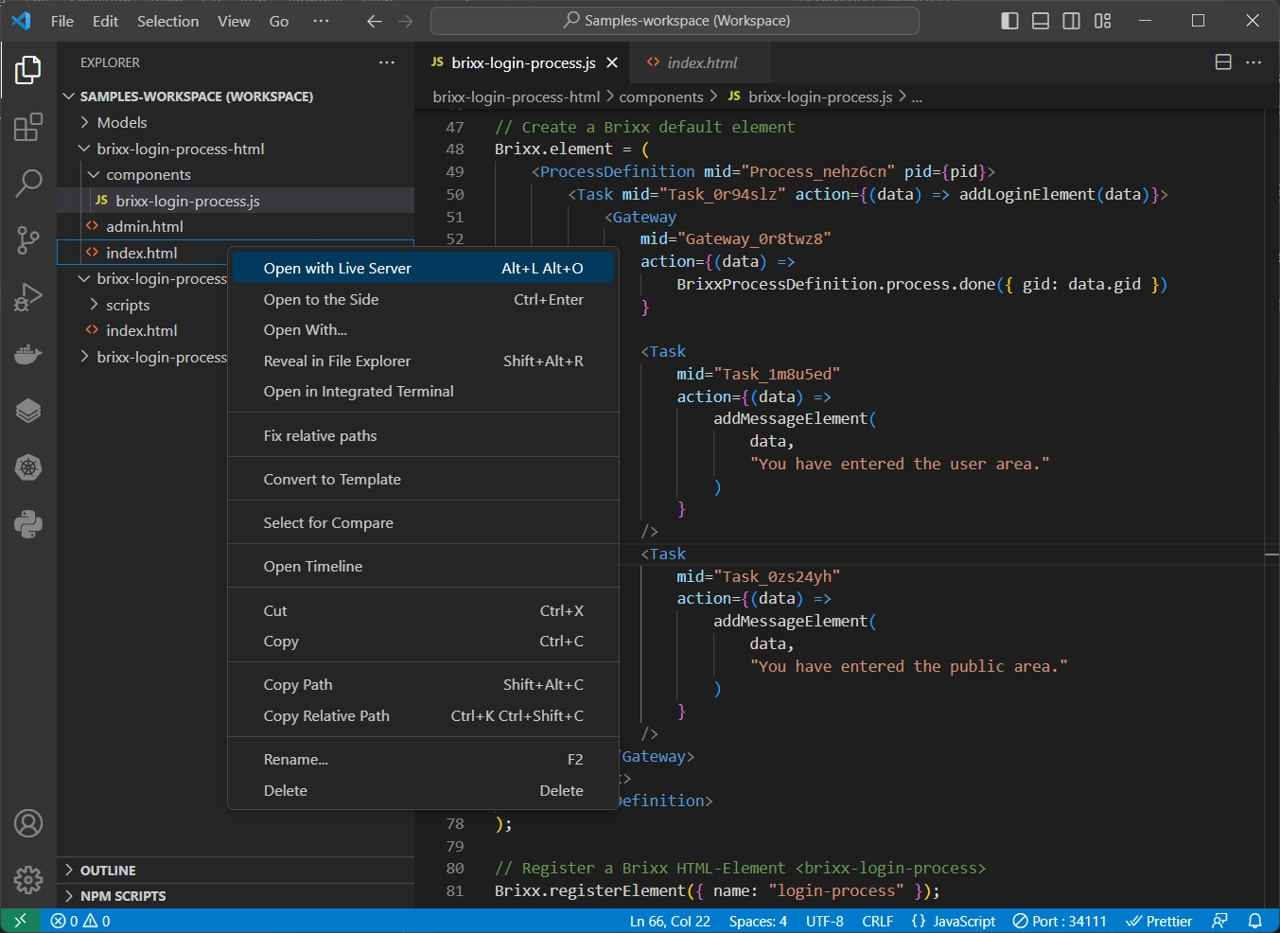 File Edit Selection View Go ··· Samples-workspace (Workspace)
EXPLORER ···
SAMPLES-WORKSPACE (WORKSPACE)
Models
brixx-login-process-html
components
JS brixx-login-process.js
admin.html
index.html
brixx-login-process
scripts
index.html
brixx-login-process
OUTLINE
NPM SCRIPTS
Open with Live Server Alt+L Alt+O
Open to the Side Ctrl+Enter
Open With...
Reveal in File Explorer Shift+Alt+R
Open in Integrated Terminal
Fix relative paths
Convert to Template
Select for Compare
Open Timeline
Cut Ctrl+X
Copy Ctrl+C
Copy Path Shift+Alt+C
Copy Relative Path Ctrl+K Ctrl+Shift+C
Rename... F2
Delete Delete
JS brixx-login-process.js <> index.html ···
brixx-login-process-html > components > JS brixx-login-process.js > ...
47 // Create a Brixx default element
48 Brixx.element = (
49 <ProcessDefinition mid="Process_nehz6cn" pid={pid}>
50 <Task mid="Task_0r94slz" action={(data) => addLoginElement(data)}>
51 <Gateway
52 mid="Gateway_0r8twz8"
action={(data) =>
BrixxProcessDefinition.process.done({ gid: data.gid })
}
<Task
mid="Task_1m8u5ed"
action={(data) =>
addMessageElement(
data,
"You have entered the user area."
)
}
/>
<Task
mid="Task_0zs24yh"
action={(data) =>
addMessageElement(
data,
"You have entered the public area."
)
}
/>
/Gateway>
>
Definition>
78 );
79
80 // Register a Brixx HTML-Element <brixx-login-process>
81 Brixx.registerElement({ name: "login-process" });
0 0 Ln 66, Col 22 Spaces: 4 UTF-8 CRLF {} JavaScript Port : 34111 Prettier